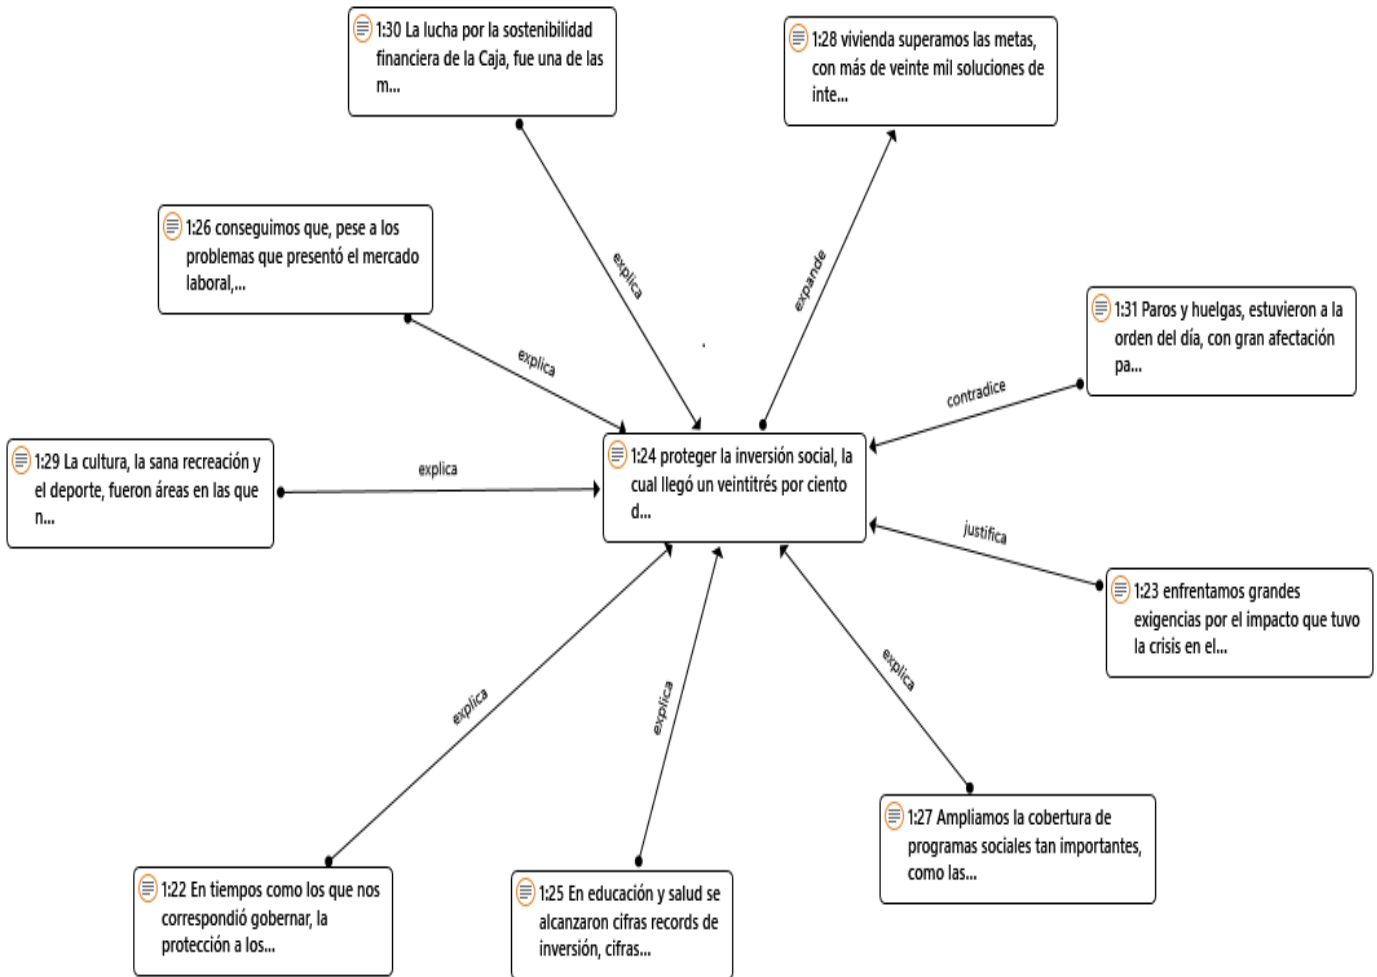 1:30 La lucha por la sostenibilidad
financiera de la Caja, fue una de las
m...
1:28 vivienda superamos las metas,
con más de veinte mil soluciones de
inte...
1:26 conseguimos que, pese a los
problemas que presentó el mercado
laboral,...
explica
expande
1:31 Paros y huelgas, estuvieron a la
orden del día, con gran afectación
pa...
explica
contradice
1:29 La cultura, la sana recreación y
el deporte, fueron áreas en las que
n...
explica
1:24 proteger la inversión social, la
cual llegó un veintitrés por ciento
d...
justifica
1:23 enfrentamos grandes
exigencias por el impacto que tuvo
la crisis en el...
explica
explica
explica
1:27 Ampliamos la cobertura de
programas sociales tan importantes,
como las...
1:22 En tiempos como los que nos
correspondió gobernar, la
protección a los...
1:25 En educación y salud se
alcanzaron cifras records de
inversión, cifras...